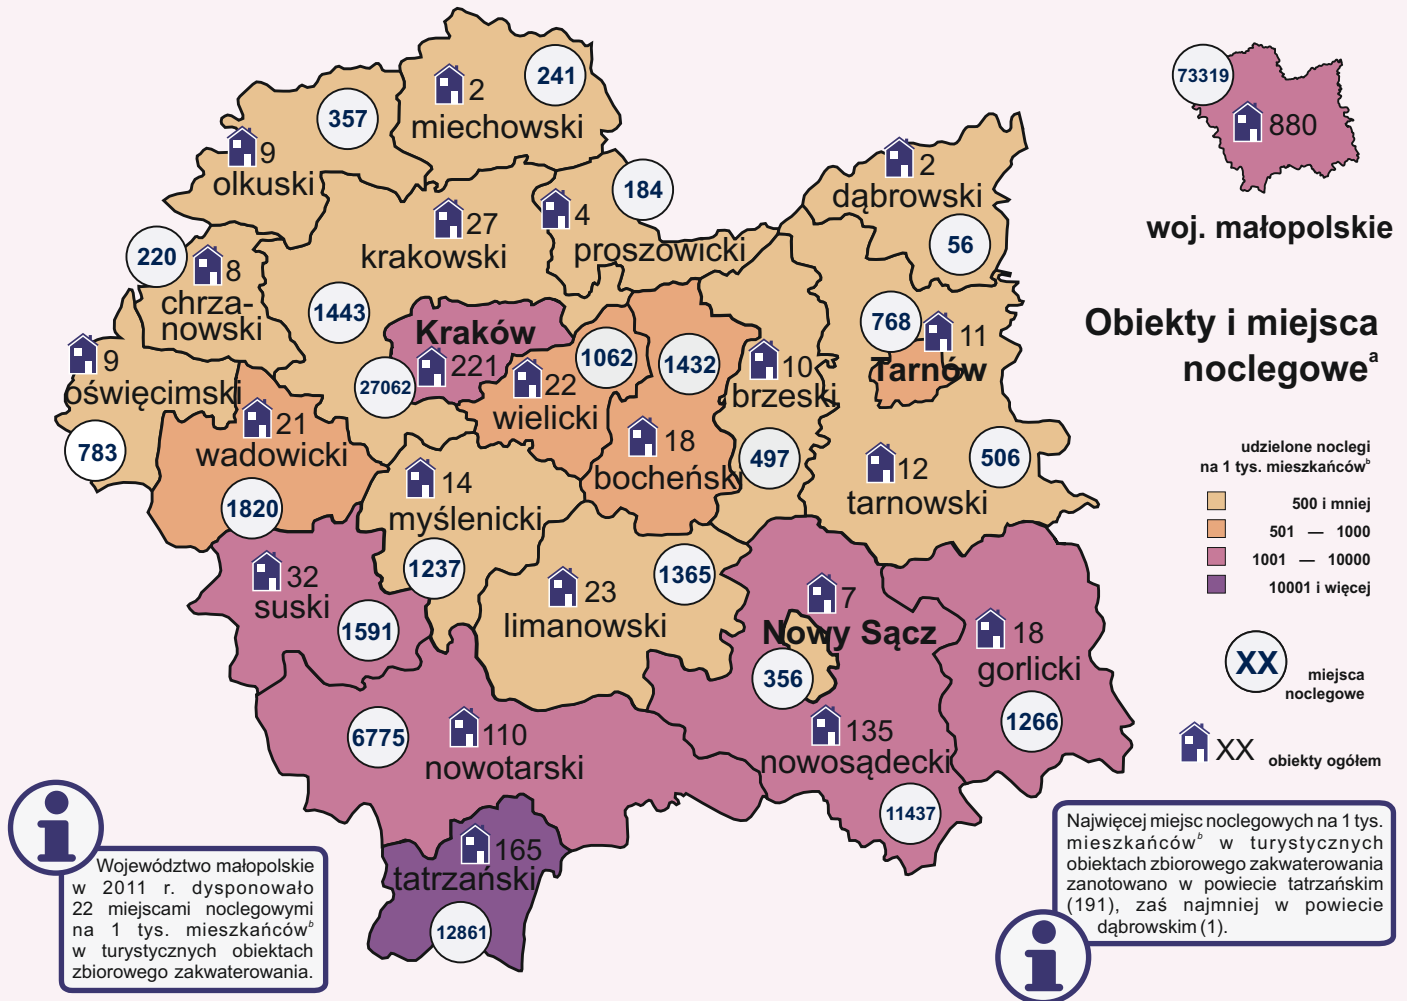 241
2
miechowski
357
9
olkuski
184
4
proszowicki
27
krakowski
1443
220
8
chrza-
nowski
2
dąbrowski
56
73319
880
woj. małopolskie
Obiekty i miejsca
noclegoweᵃ
udzielone noclegi
na 1 tys. mieszkańcówᵇ
500 i mniej
501 — 1000
1001 — 10000
10001 i więcej
XX
miejsca
noclegowe
XX obiekty ogółem
Kraków
221
27062
1062
22
wielicki
1432
18
bocheński
10
brzeski
497
768
11
Tarnów
12
506
tarnowski
9
oświęcimski
783
21
wadowicki
1820
14
myślenicki
1237
32
suski
1591
23
1365
limanowski
7
Nowy Sącz
356
18
gorlicki
1266
6775
110
nowotarski
135
nowosądecki
11437
165
tatrzański
12861
Województwo małopolskie
w 2011 r. dysponowało
22 miejscami noclegowymi
na 1 tys. mieszkańcówᵇ
w turystycznych obiektach
zbiorowego zakwaterowania.
Najwięcej miejsc noclegowych na 1 tys.
mieszkańcówᵇ w turystycznych
obiektach zbiorowego zakwaterowania
zanotowano w powiecie tatrzańskim
(191), zaś najmniej w powiecie
dąbrowskim (1).